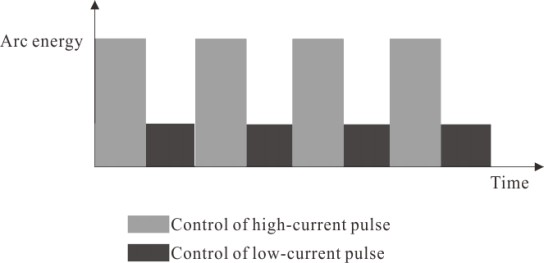 Arc energy
Time
Control of high-current pulse
Control of low-current pulse